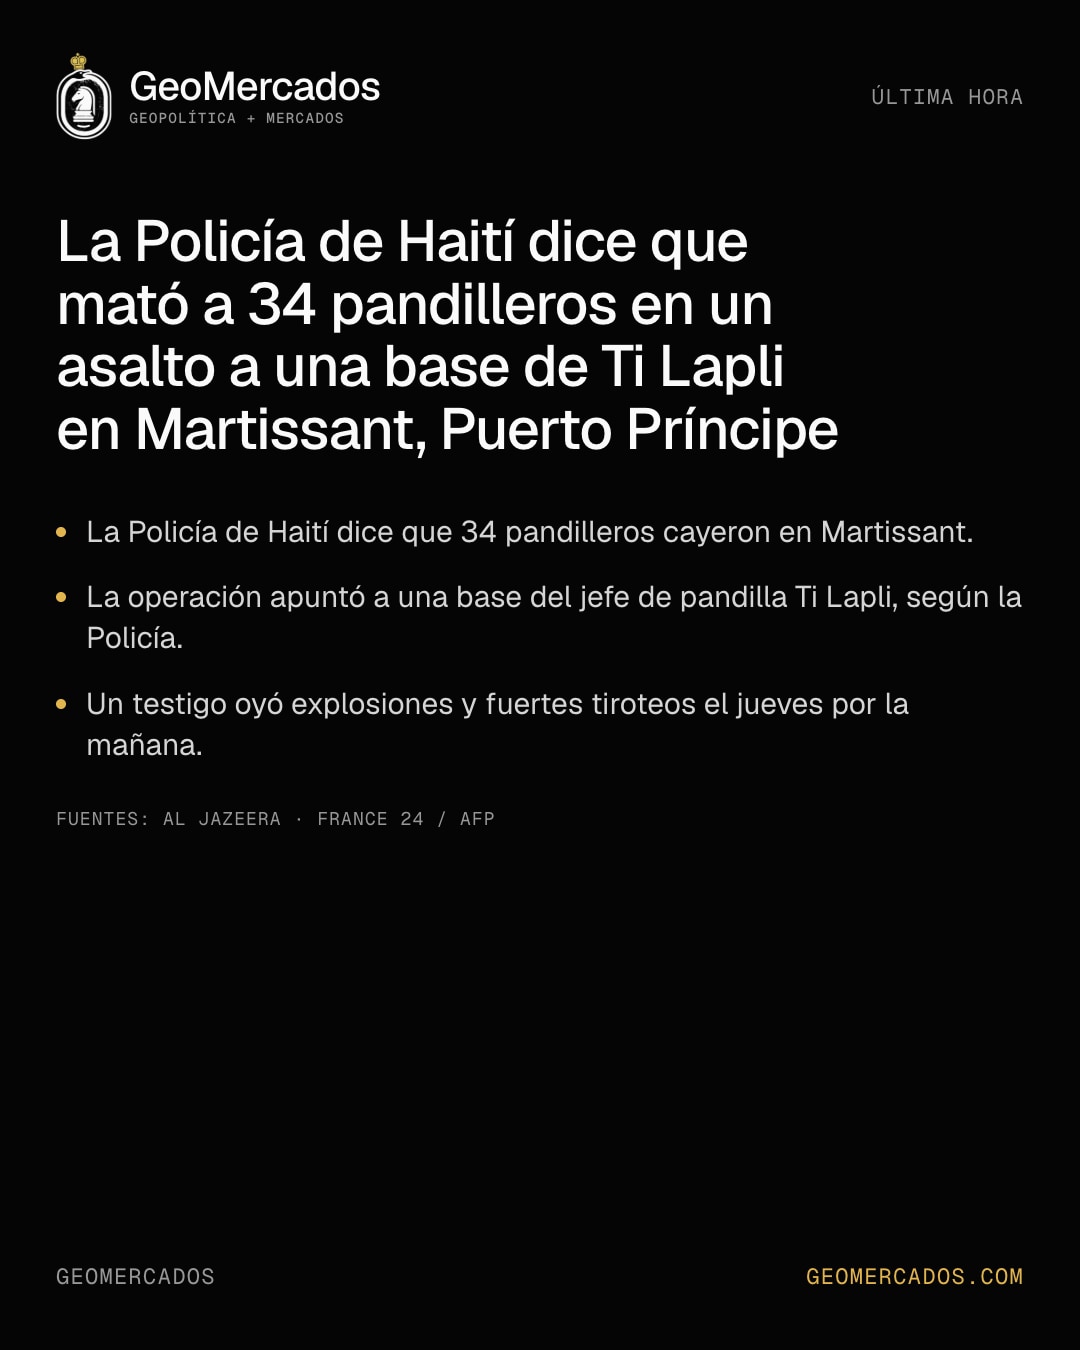 GeoMercados
GEOPOLÍTICA + MERCADOS
ÚLTIMA HORA
La Policía de Haití dice que
mató a 34 pandilleros en un
asalto a una base de Ti Lapli
en Martissant, Puerto Príncipe
• La Policía de Haití dice que 34 pandilleros cayeron en Martissant.
• La operación apuntó a una base del jefe de pandilla Ti Lapli, según la
Policía.
• Un testigo oyó explosiones y fuertes tiroteos el jueves por la
mañana.
FUENTES: AL JAZEERA · FRANCE 24 / AFP
GEOMERCADOS
GEOMERCADOS.COM